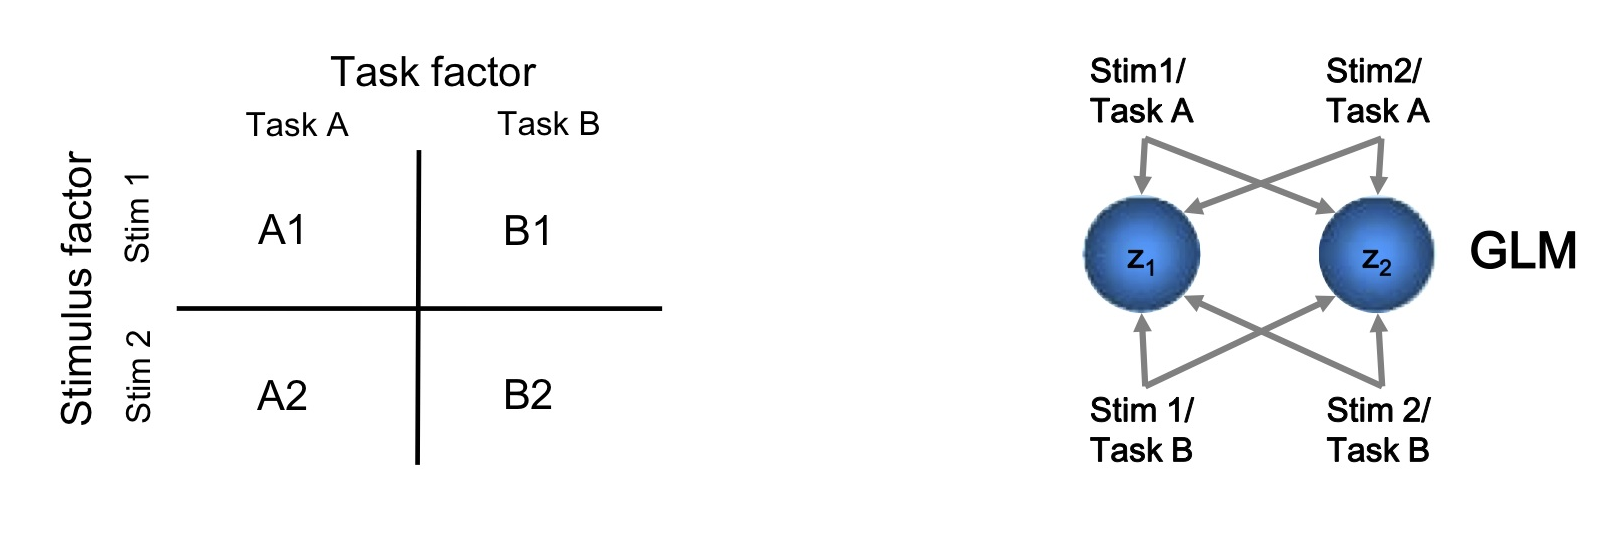 Task factor
Task A
Task B
Stimulus factor
Stim 1
Stim 2
A1
B1
A2
B2
Stim1/
Task A
Stim2/
Task A
z1
z2
GLM
Stim 1/
Task B
Stim 2/
Task B